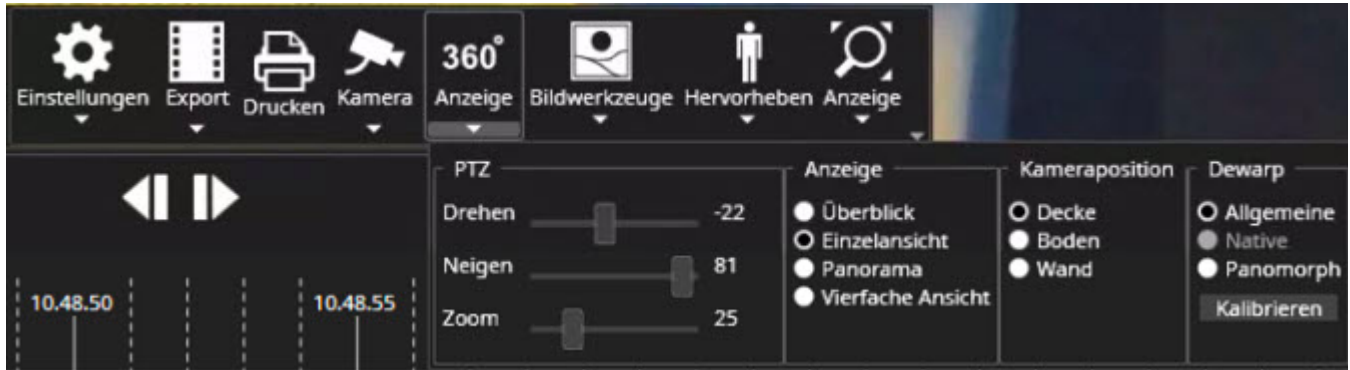 360°
Einstellungen Export Drucken Kamera Anzeige Bildwerkzeuge Hervorheben Anzeige
PTZ
Drehen -22
Neigen 81
Zoom 25
Anzeige
Überblick
Einzelansicht
Panorama
Vierfache Ansicht
Kameraposition
Decke
Boden
Wand
Dewarp
Allgemeine
Native
Panomorph
Kalibrieren
10.48.50 10.48.55